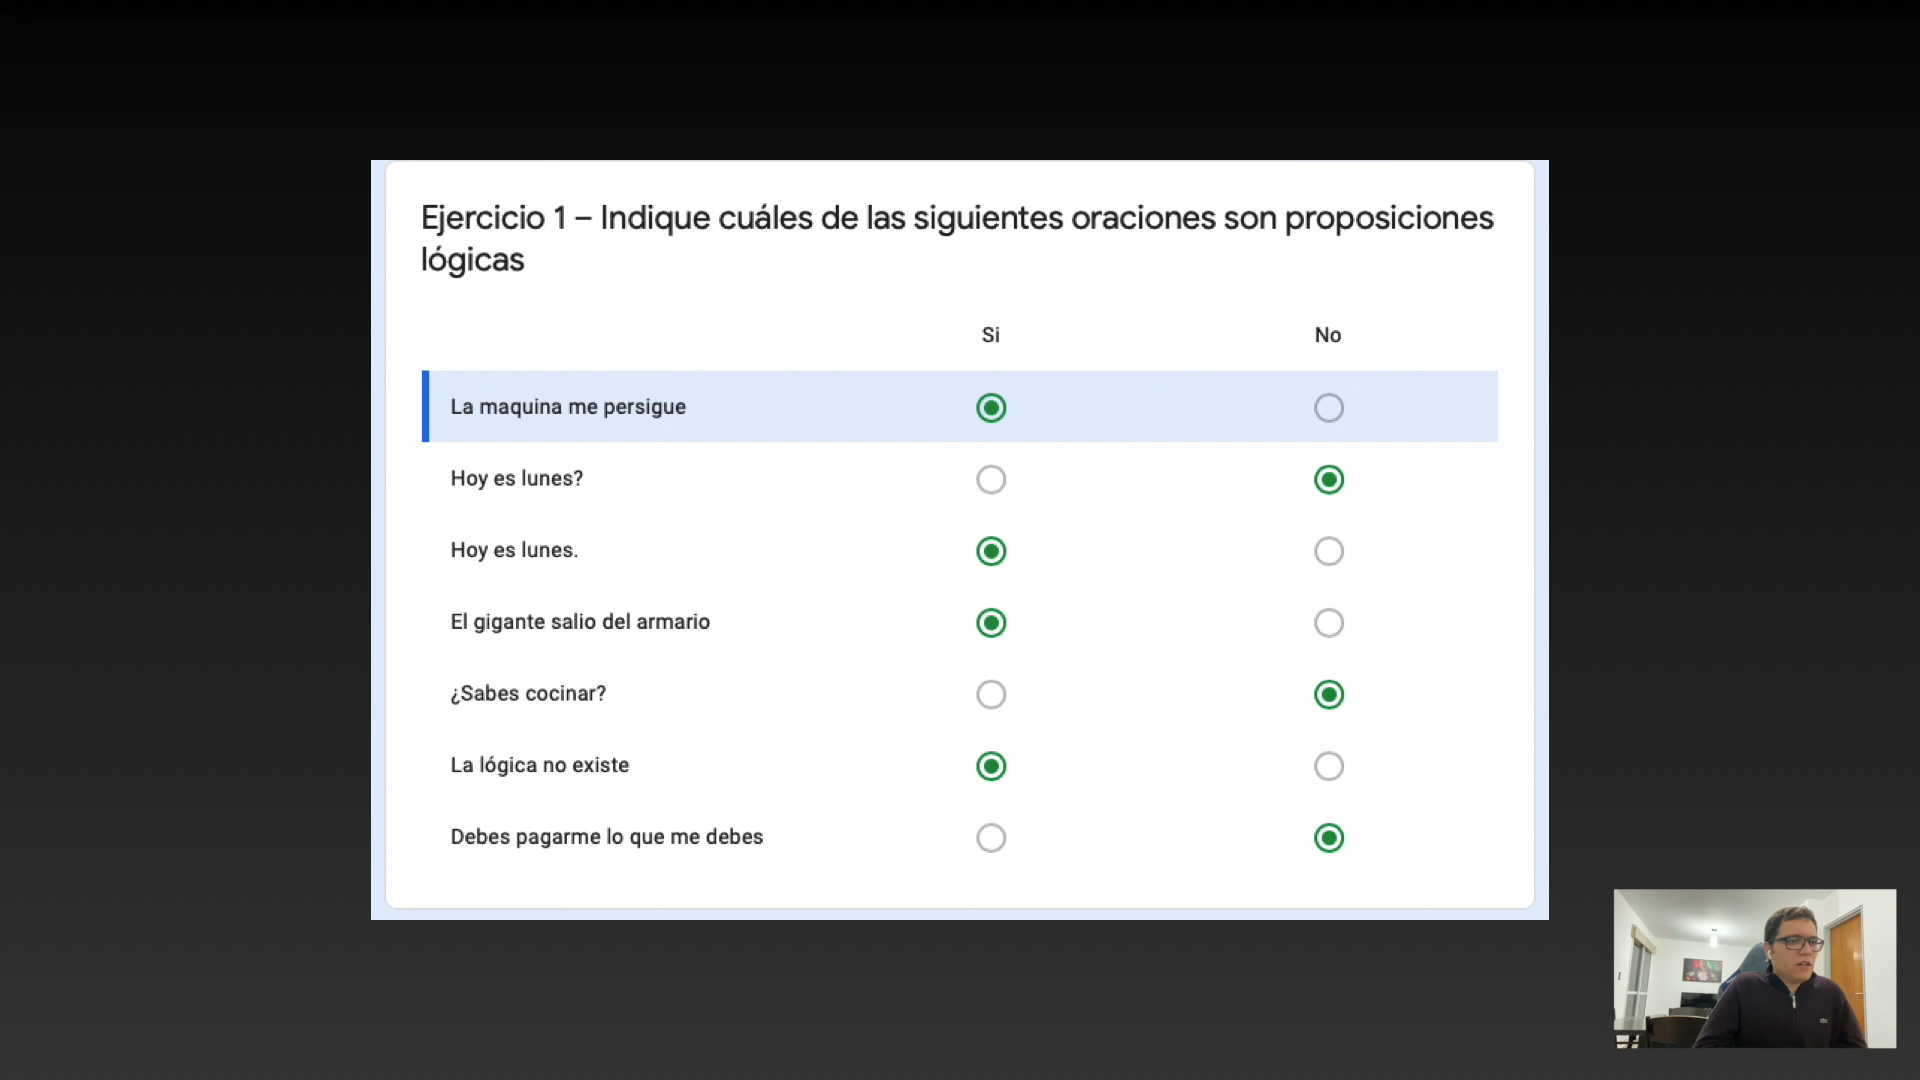 Ejercicio 1 – Indique cuáles de las siguientes oraciones son proposiciones
lógicas
Si No
La maquina me persigue
Hoy es lunes?
Hoy es lunes.
El gigante salio del armario
¿Sabes cocinar?
La lógica no existe
Debes pagarme lo que me debes